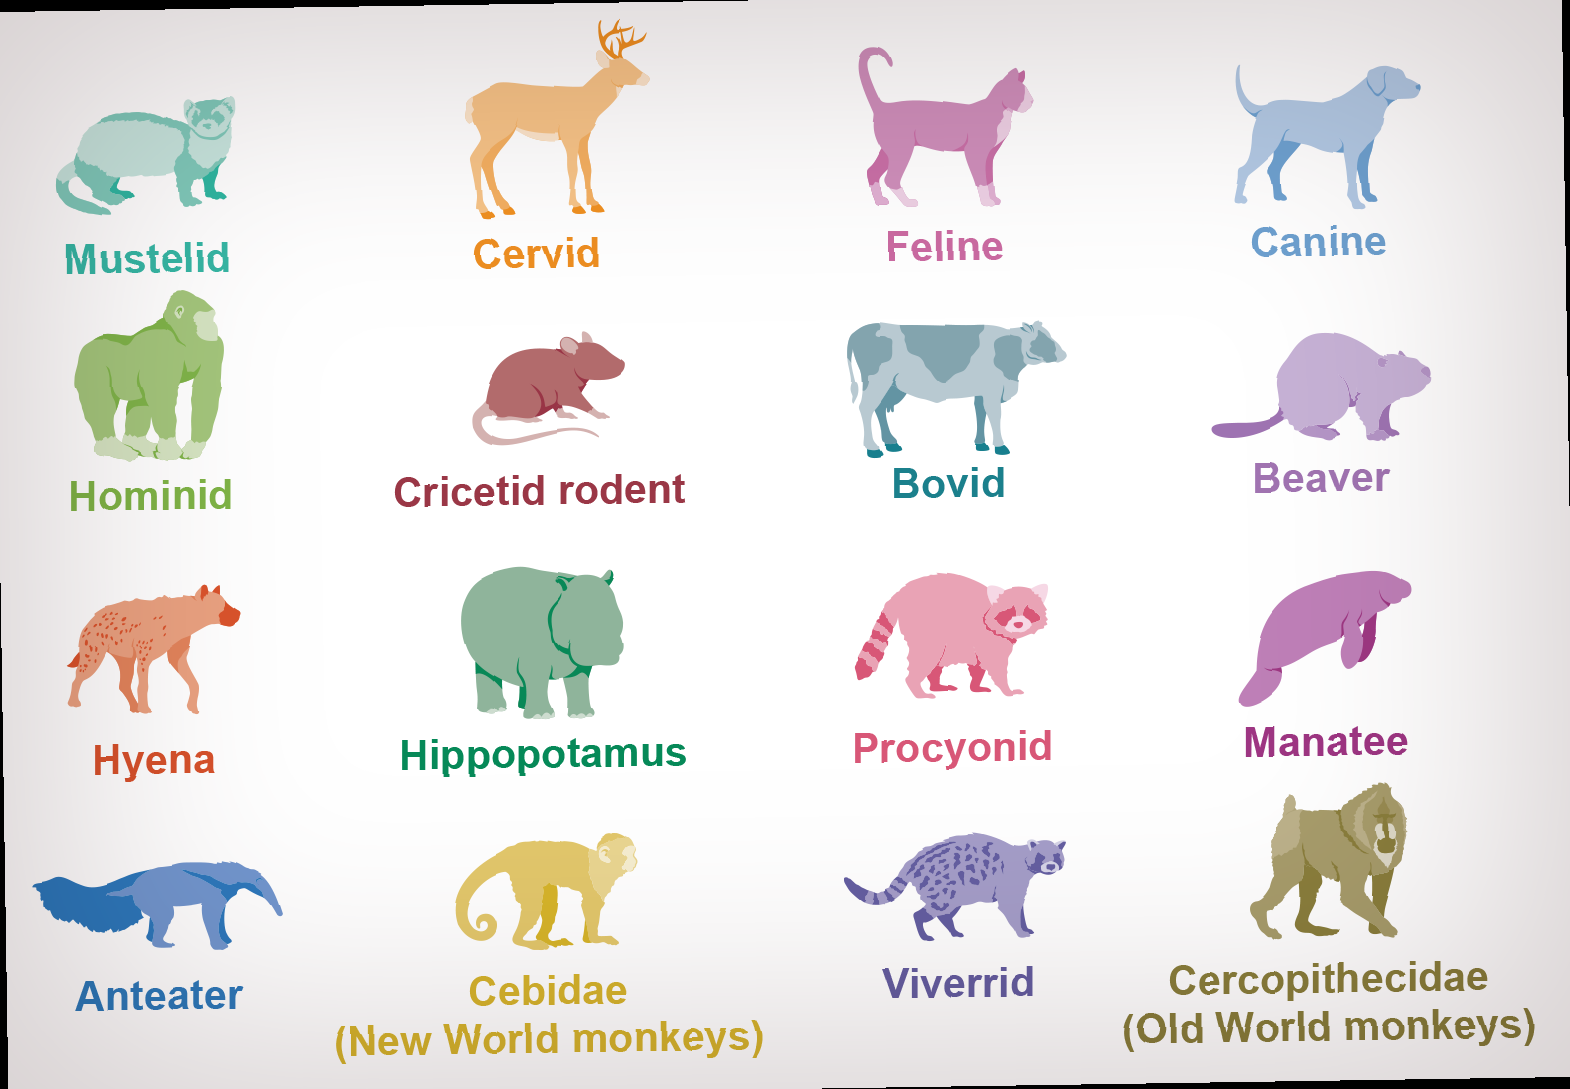 Mustelid
Cervid
Feline
Canine
Hominid
Cricetid rodent
Bovid
Beaver
Hyena
Hippopotamus
Procyonid
Manatee
Anteater
Cebidae
(New World monkeys)
Viverrid
Cercopithecidae
(Old World monkeys)